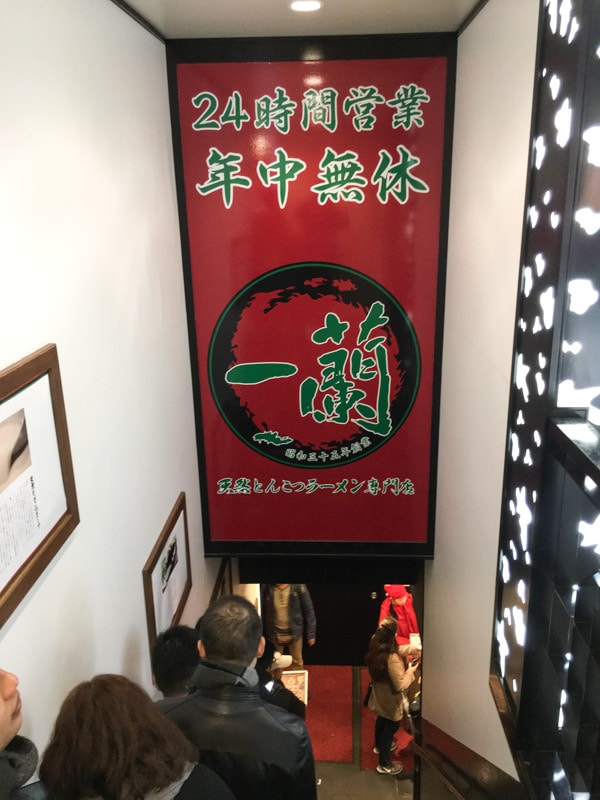 24時間営業
年中無休
一蘭
昭和三十五年創業
天然とんこつラーメン専門店